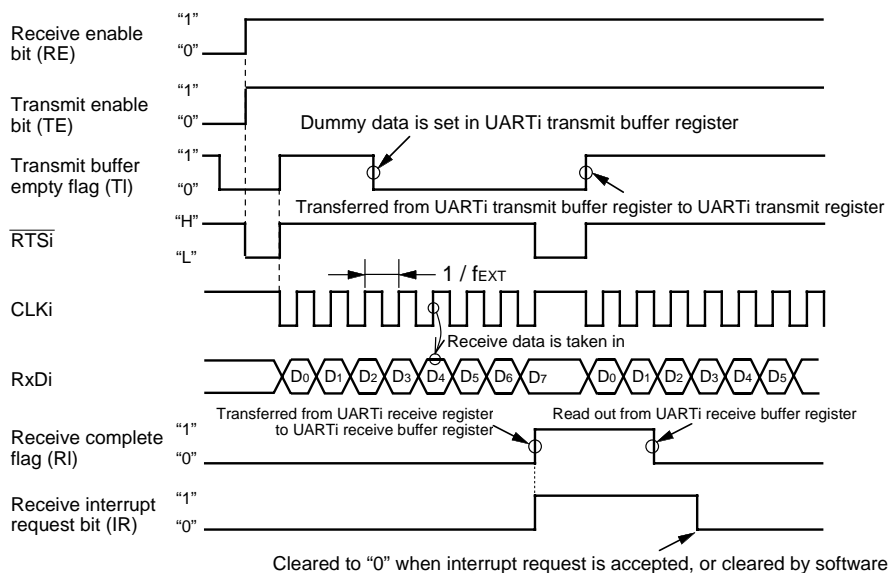 Receive enable
bit (RE)
“1”
“0”
Transmit enable
bit (TE)
“1”
“0”
Dummy data is set in UARTi transmit buffer register
Transmit buffer
empty flag (Tl)
“1”
“0”
Transferred from UARTi transmit buffer register to UARTi transmit register
RTSi
“H”
“L”
1 / fEXT
CLKi
Receive data is taken in
RxDi
D0 D1 D2 D3 D4 D5 D6 D7 D0 D1 D2 D3 D4 D5
Transferred from UARTi receive register
to UARTi receive buffer register
Read out from UARTi receive buffer register
Receive complete
flag (Rl)
“1”
“0”
Receive interrupt
request bit (IR)
“1”
“0”
Cleared to “0” when interrupt request is accepted, or cleared by software